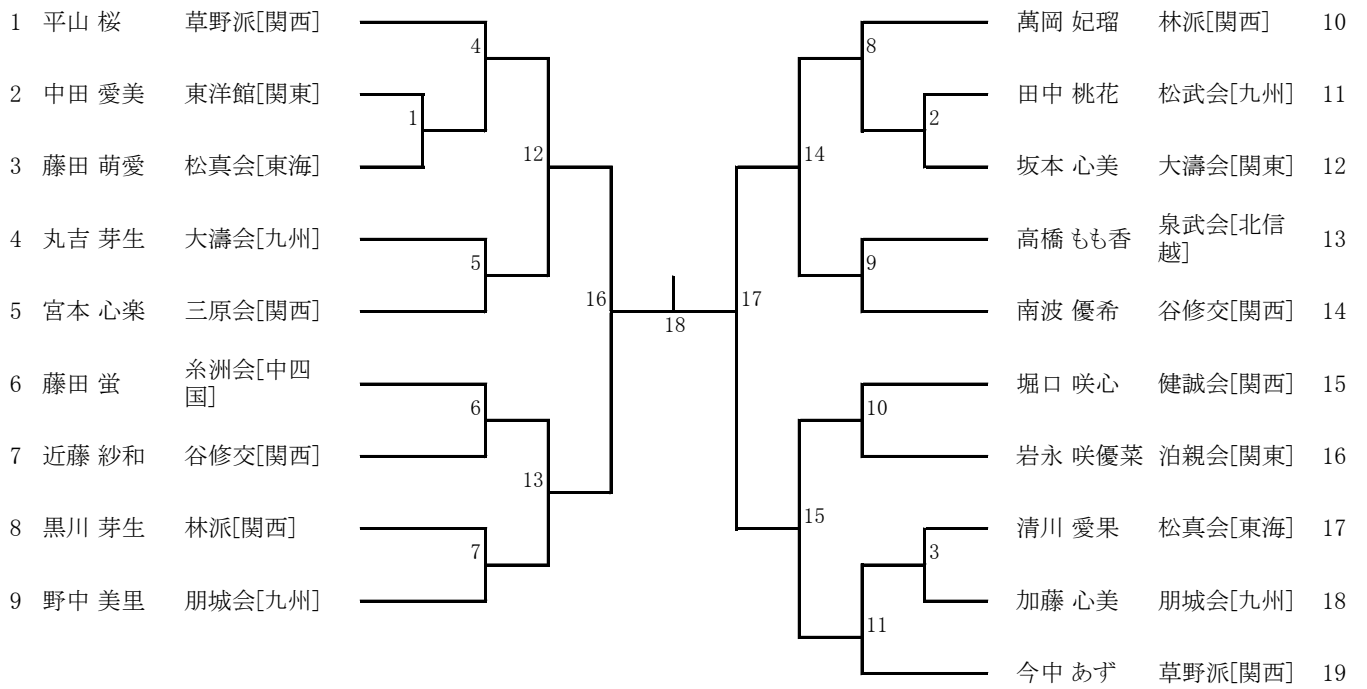 1 平山 桜 草野派[関西]
2 中田 愛美 東洋館[関東]
3 藤田 萌愛 松真会[東海]
4 丸吉 芽生 大濤会[九州]
5 宮本 心楽 三原会[関西]
6 藤田 蛍 糸洲会[中四
国]
7 近藤 紗和 谷修交[関西]
8 黒川 芽生 林派[関西]
9 野中 美里 朋城会[九州]
4
1
12
5
16
6
13
7
18
8
2
14
9
17
10
15
3
11
萬岡 妃瑠 林派[関西] 10
田中 桃花 松武会[九州] 11
坂本 心美 大濤会[関東] 12
高橋 もも香 泉武会[北信
越] 13
南波 優希 谷修交[関西] 14
堀口 咲心 健誠会[関西] 15
岩永 咲優菜 泊親会[関東] 16
清川 愛果 松真会[東海] 17
加藤 心美 朋城会[九州] 18
今中 あず 草野派[関西] 19